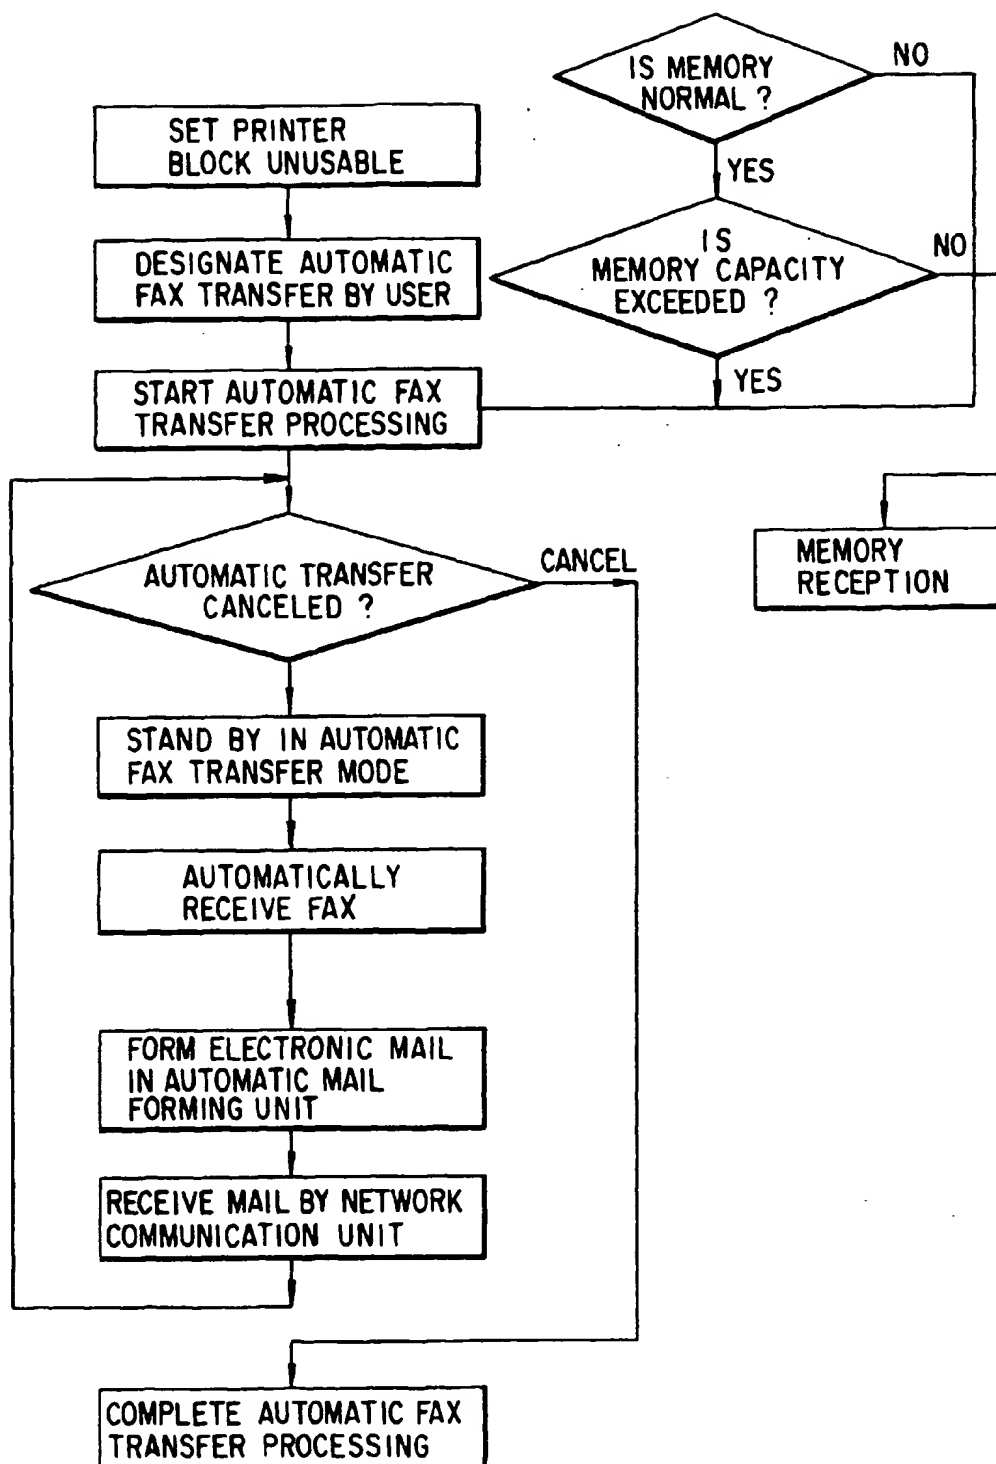 IS MEMORY
NORMAL ?
NO
YES
SET PRINTER
BLOCK UNUSABLE
DESIGNATE AUTOMATIC
FAX TRANSFER BY USER
IS
MEMORY CAPACITY
EXCEEDED ?
NO
YES
START AUTOMATIC FAX
TRANSFER PROCESSING
AUTOMATIC TRANSFER
CANCELED ?
CANCEL
MEMORY
RECEPTION
STAND BY IN AUTOMATIC
FAX TRANSFER MODE
AUTOMATICALLY
RECEIVE FAX
FORM ELECTRONIC MAIL
IN AUTOMATIC MAIL
FORMING UNIT
RECEIVE MAIL BY NETWORK
COMMUNICATION UNIT
COMPLETE AUTOMATIC FAX
TRANSFER PROCESSING